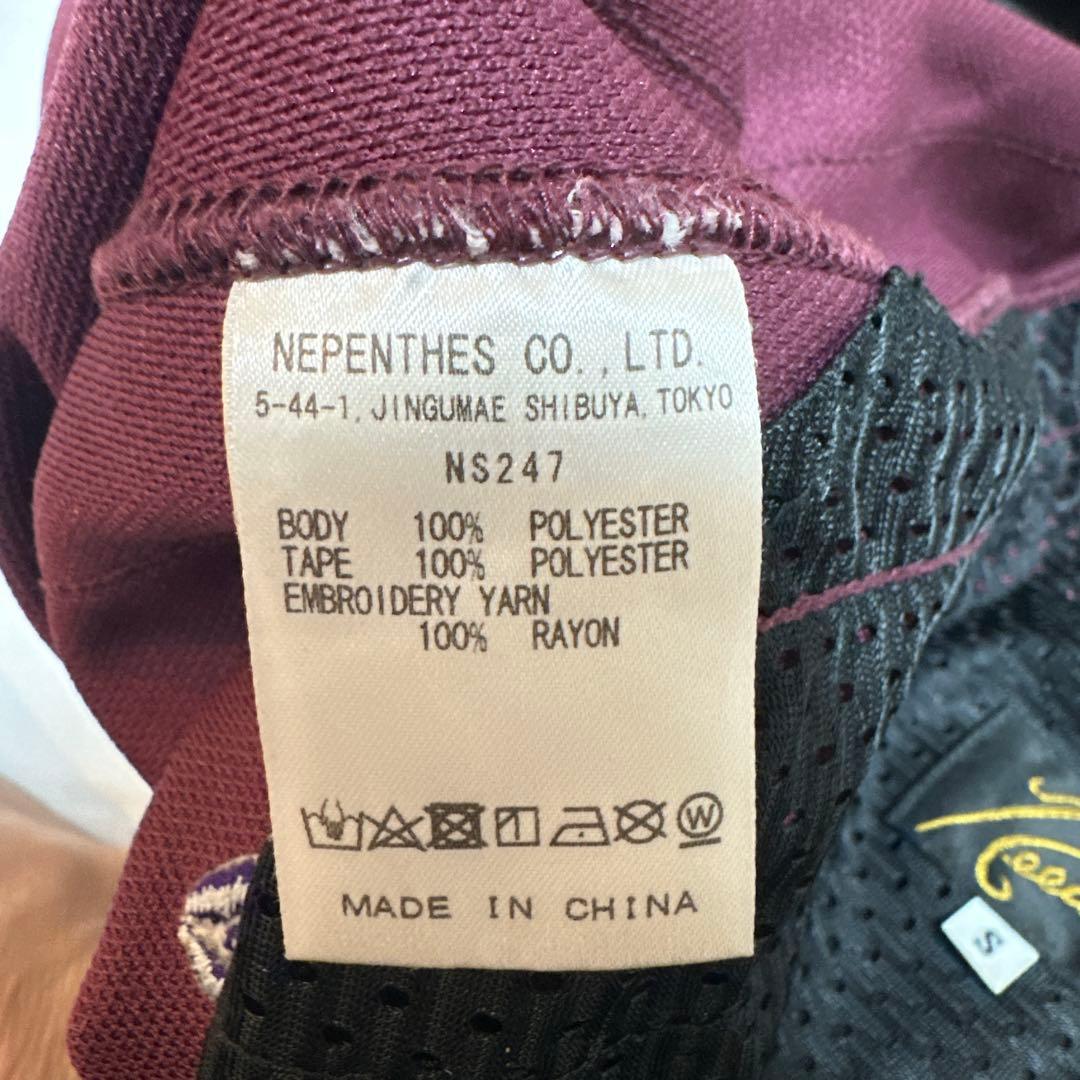 NEPENTHES CO., LTD.
5-44-1, JINGUMAE SHIBUYA, TOKYO
NS247
BODY 100% POLYESTER
TAPE 100% POLYESTER
EMBROIDERY YARN
100% RAYON
1 W
MADE IN CHINA
S